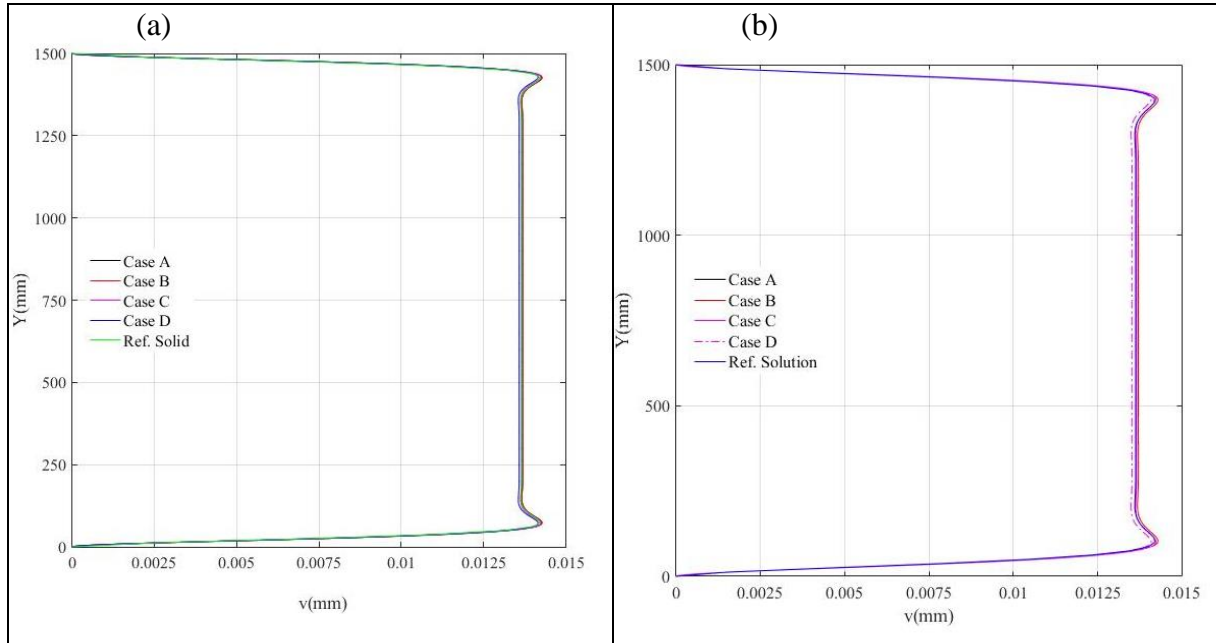 (a)
1500
1250
1000
750
500
250
0
Y(mm)
Case A
Case B
Case C
Case D
Ref. Solid
0 0.0025 0.005 0.0075 0.01 0.0125 0.015
v(mm)
(b)
1500
1000
500
0
Y(mm)
Case A
Case B
Case C
Case D
Ref. Solution
0 0.0025 0.005 0.0075 0.01 0.0125 0.015
v(mm)